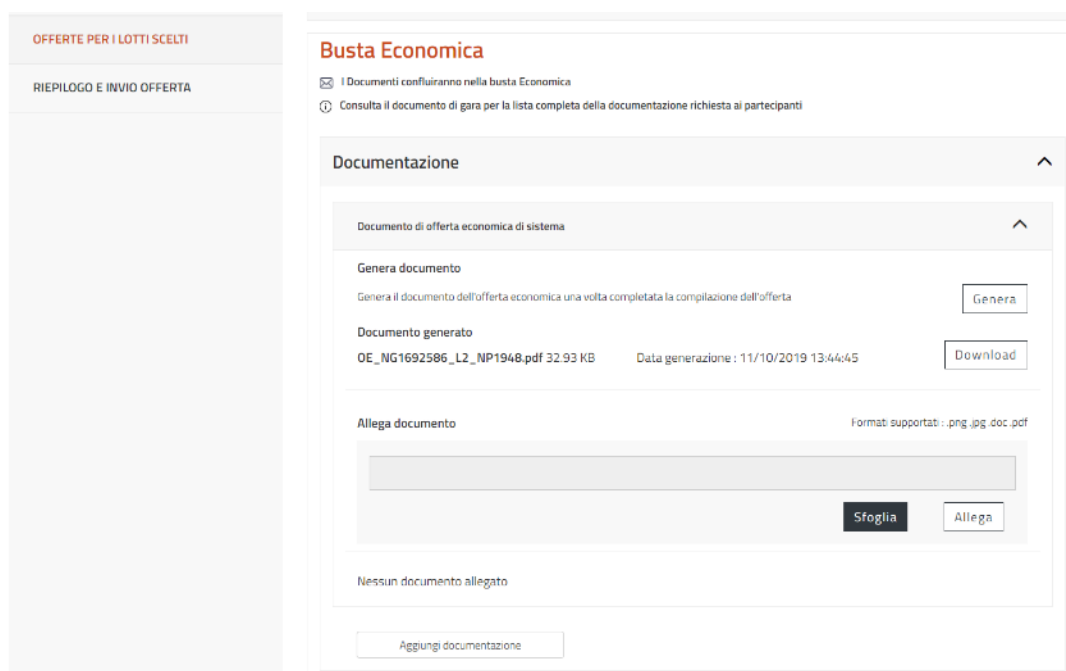 OFFERTE PER I LOTTI SCELTI
RIEPILOGO E INVIO OFFERTA
Busta Economica
I Documenti confluiranno nella busta Economica
Consulta il documento di gara per la lista completa della documentazione richiesta ai partecipanti
Documentazione
Documento di offerta economica di sistema
Genera documento
Genera il documento dell'offerta economica una volta completata la compilazione dell'offerta
Genera
Documento generato
OE_NG1692586_L2_NP1948.pdf 32.93 KB Data generazione : 11/10/2019 13:44:45
Download
Allega documento Formati supportati : .png .jpg .doc .pdf
Sfoglia Allega
Nessun documento allegato
Aggiungi documentazione